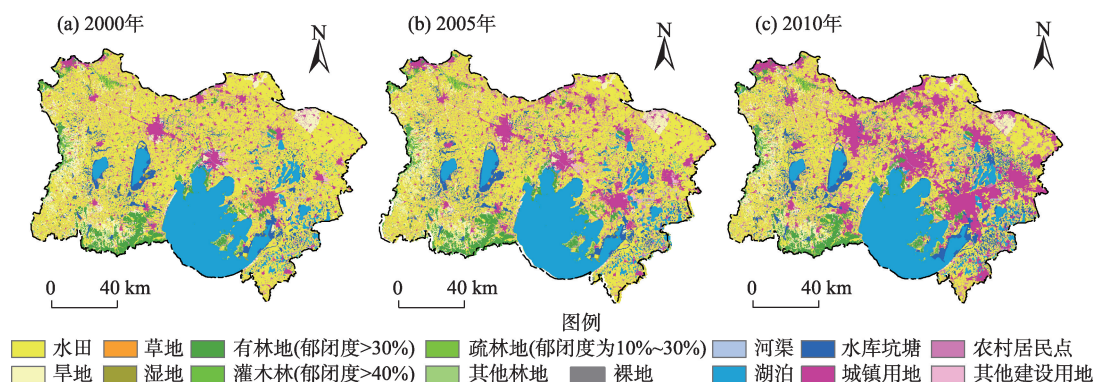 (a) 2000年
(b) 2005年
(c) 2010年
N
N
N
0 40 km
0 40 km
0 40 km
图例
水田 草地 有林地(郁闭度>30%) 疏林地(郁闭度为10%~30%) 河渠 水库坑塘 农村居民点
旱地 湿地 灌木林(郁闭度>40%) 其他林地 裸地 湖泊 城镇用地 其他建设用地